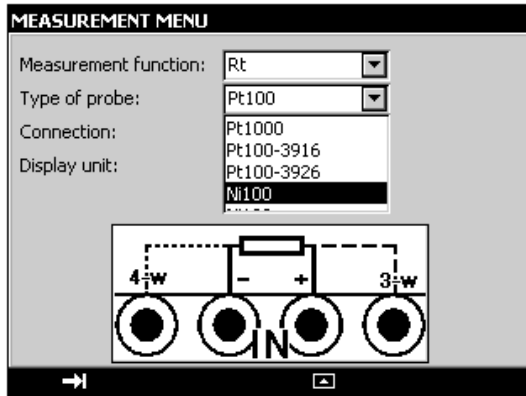 MEASUREMENT MENU
Measurement function: Rt
Type of probe: Pt100
Connection:
Pt1000
Pt100-3916
Display unit:
Pt100-3926
Ni100
4-w - + 3-w
IN